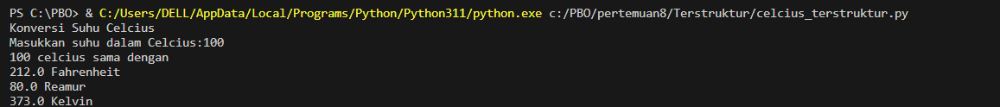 PS C:\PBO> & C:/Users/DELL/AppData/Local/Programs/Python/Python311/python.exe c:/PBO/pertemuan8/Terstruktur/celcius_terstruktur.py
Konversi Suhu Celcius
Masukkan suhu dalam Celcius:100
100 celcius sama dengan
212.0 Fahrenheit
80.0 Reamur
373.0 Kelvin